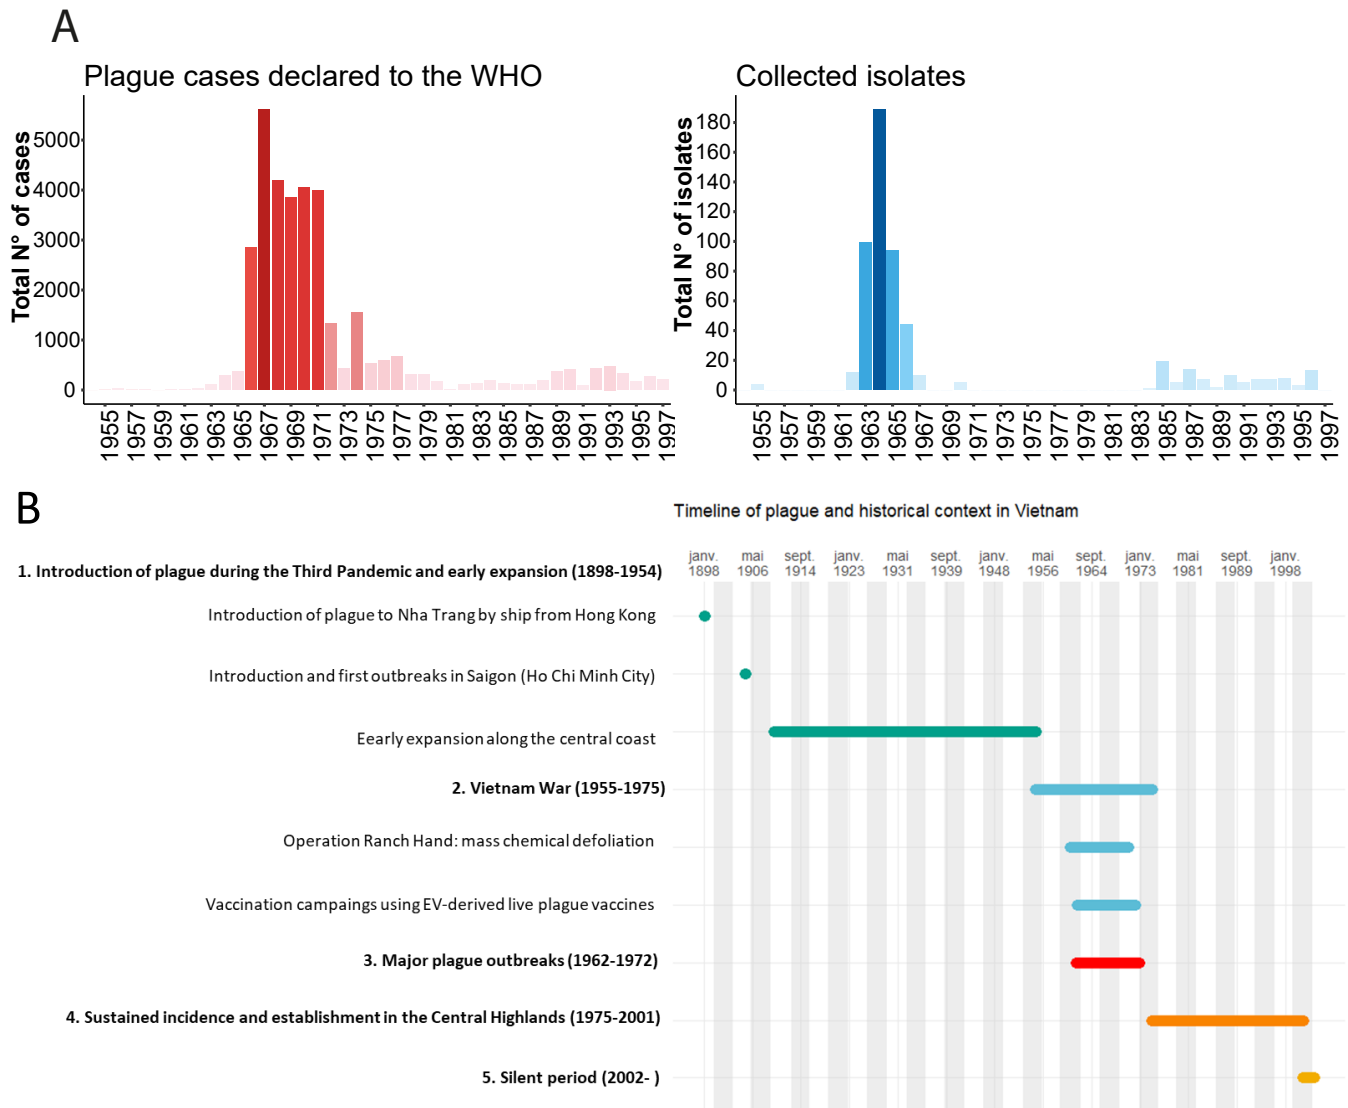 A
Plague cases declared to the WHO
Total N° of cases
5000
4000
3000
2000
1000
0
1955 1957 1959 1961 1963 1965 1967 1969 1971 1973 1975 1977 1979 1981 1983 1985 1987 1989 1991 1993 1995 1997
Collected isolates
Total N° of isolates
180
160
140
120
100
80
60
40
20
0
1955 1957 1959 1961 1963 1965 1967 1969 1971 1973 1975 1977 1979 1981 1983 1985 1987 1989 1991 1993 1995 1997
B
Timeline of plague and historical context in Vietnam
janv. mai sept. janv. mai sept. janv. mai sept. janv. mai sept. janv.
1898 1906 1914 1923 1931 1939 1948 1956 1964 1973 1981 1989 1998
1. Introduction of plague during the Third Pandemic and early expansion (1898-1954)
Introduction of plague to Nha Trang by ship from Hong Kong
Introduction and first outbreaks in Saigon (Ho Chi Minh City)
Eearly expansion along the central coast
2. Vietnam War (1955-1975)
Operation Ranch Hand: mass chemical defoliation
Vaccination campaings using EV-derived live plague vaccines
3. Major plague outbreaks (1962-1972)
4. Sustained incidence and establishment in the Central Highlands (1975-2001)
5. Silent period (2002- )